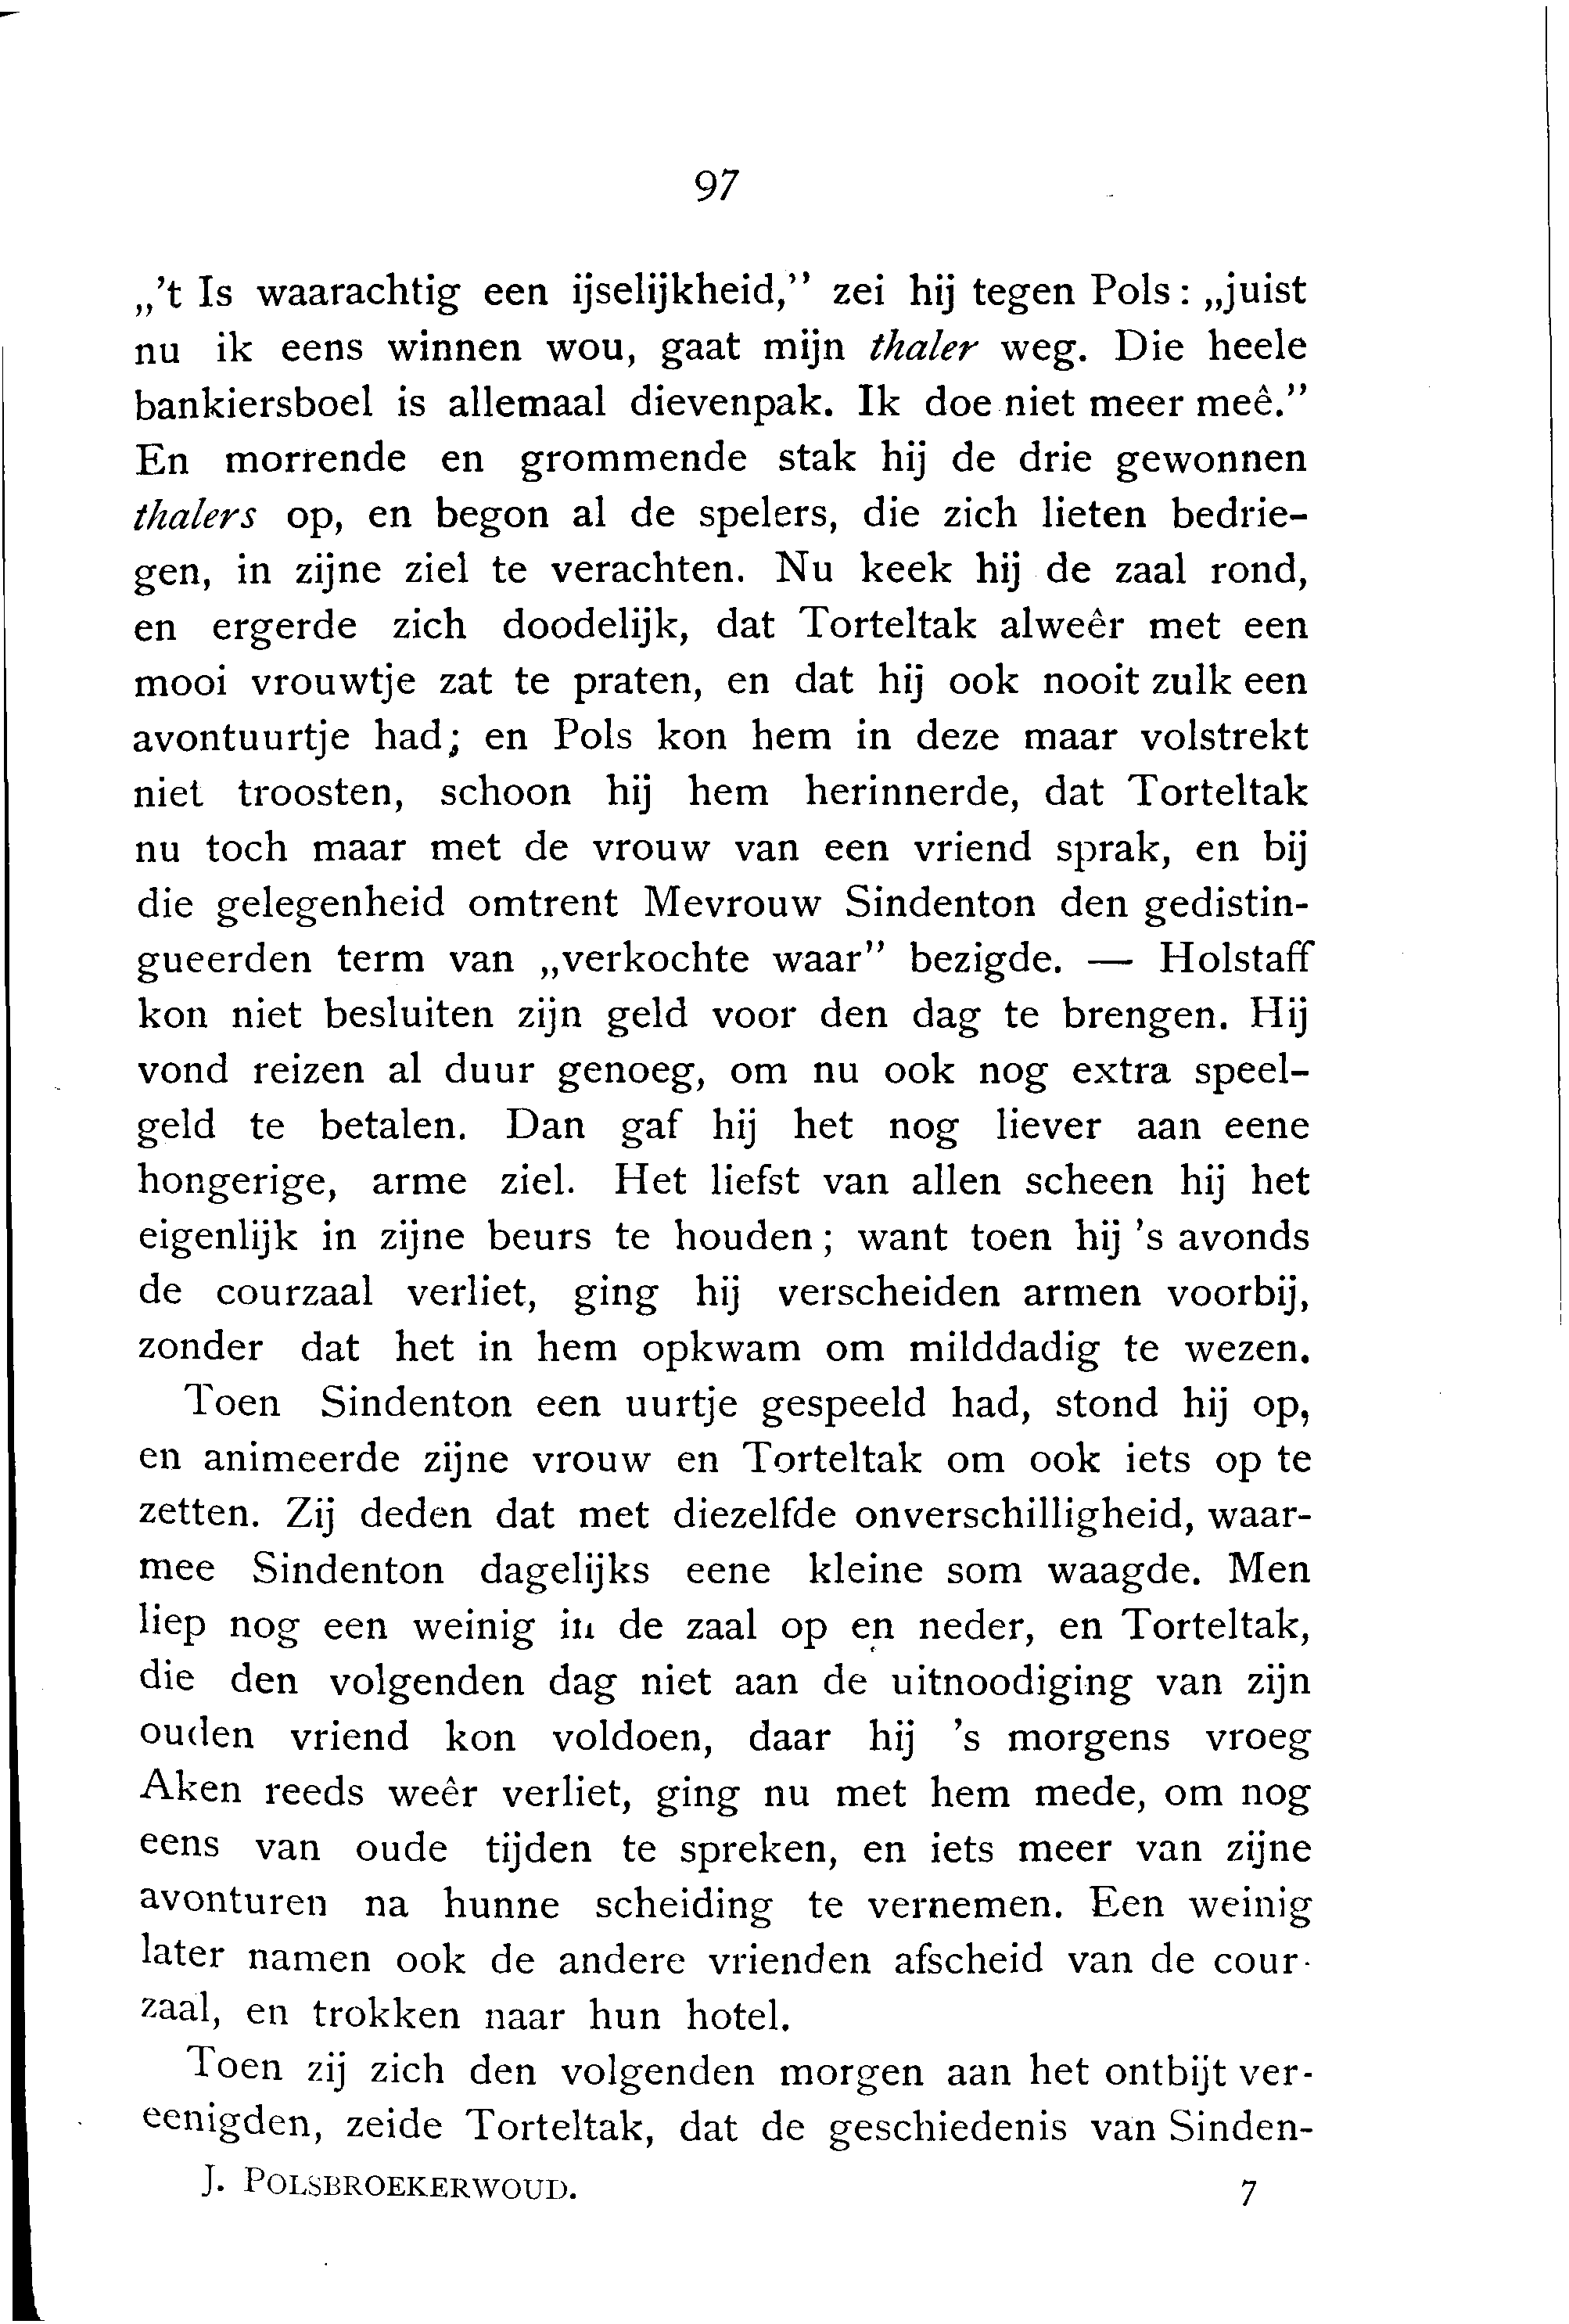 97
„'t Is waarachtig een ijselijkheid,” zei hij tegen Pols: „juist
nu ik eens winnen wou, gaat mijn thaler weg. Die heele
bankiersboel is allemaal dievenpak. Ik doe niet meer meê.”
En morrende en grommende stak hij de drie gewonnen
thalers op, en begon al de spelers, die zich lieten bedrie-
gen, in zijne ziel te verachten. Nu keek hij de zaal rond,
en ergerde zich doodelijk, dat Torteltak alweêr met een
mooi vrouwtje zat te praten, en dat hij ook nooit zulk een
avontuurtje had; en Pols kon hem in deze maar volstrekt
niet troosten, schoon hij hem herinnerde, dat Torteltak
nu toch maar met de vrouw van een vriend sprak, en bij
die gelegenheid omtrent Mevrouw Sindenton den gedistin-
gueerden term van „verkochte waar” bezigde. — Holstaff
kon niet besluiten zijn geld voor den dag te brengen. Hij
vond reizen al duur genoeg, om nu ook nog extra speel-
geld te betalen. Dan gaf hij het nog liever aan eene
hongerige, arme ziel. Het liefst van allen scheen hij het
eigenlijk in zijne beurs te houden; want toen hij 's avonds
de courzaal verliet, ging hij verscheiden armen voorbij,
zonder dat het in hem opkwam om milddadig te wezen.
Toen Sindenton een uurtje gespeeld had, stond hij op,
en animeerde zijne vrouw en Torteltak om ook iets op te
zetten. Zij deden dat met diezelfde onverschilligheid, waar-
mee Sindenton dagelijks eene kleine som waagde. Men
liep nog een weinig in de zaal op en neder, en Torteltak,
die den volgenden dag niet aan de uitnoodiging van zijn
ouden vriend kon voldoen, daar hij 's morgens vroeg
Aken reeds weêr verliet, ging nu met hem mede, om nog
eens van oude tijden te spreken, en iets meer van zijne
avonturen na hunne scheiding te vernemen. Een weinig
later namen ook de andere vrienden afscheid van de cour-
zaal, en trokken naar hun hotel.
Toen zij zich den volgenden morgen aan het ontbijt ver-
eenigden, zeide Torteltak, dat de geschiedenis van Sinden-
J. POLSBROEKERWOUD. 7